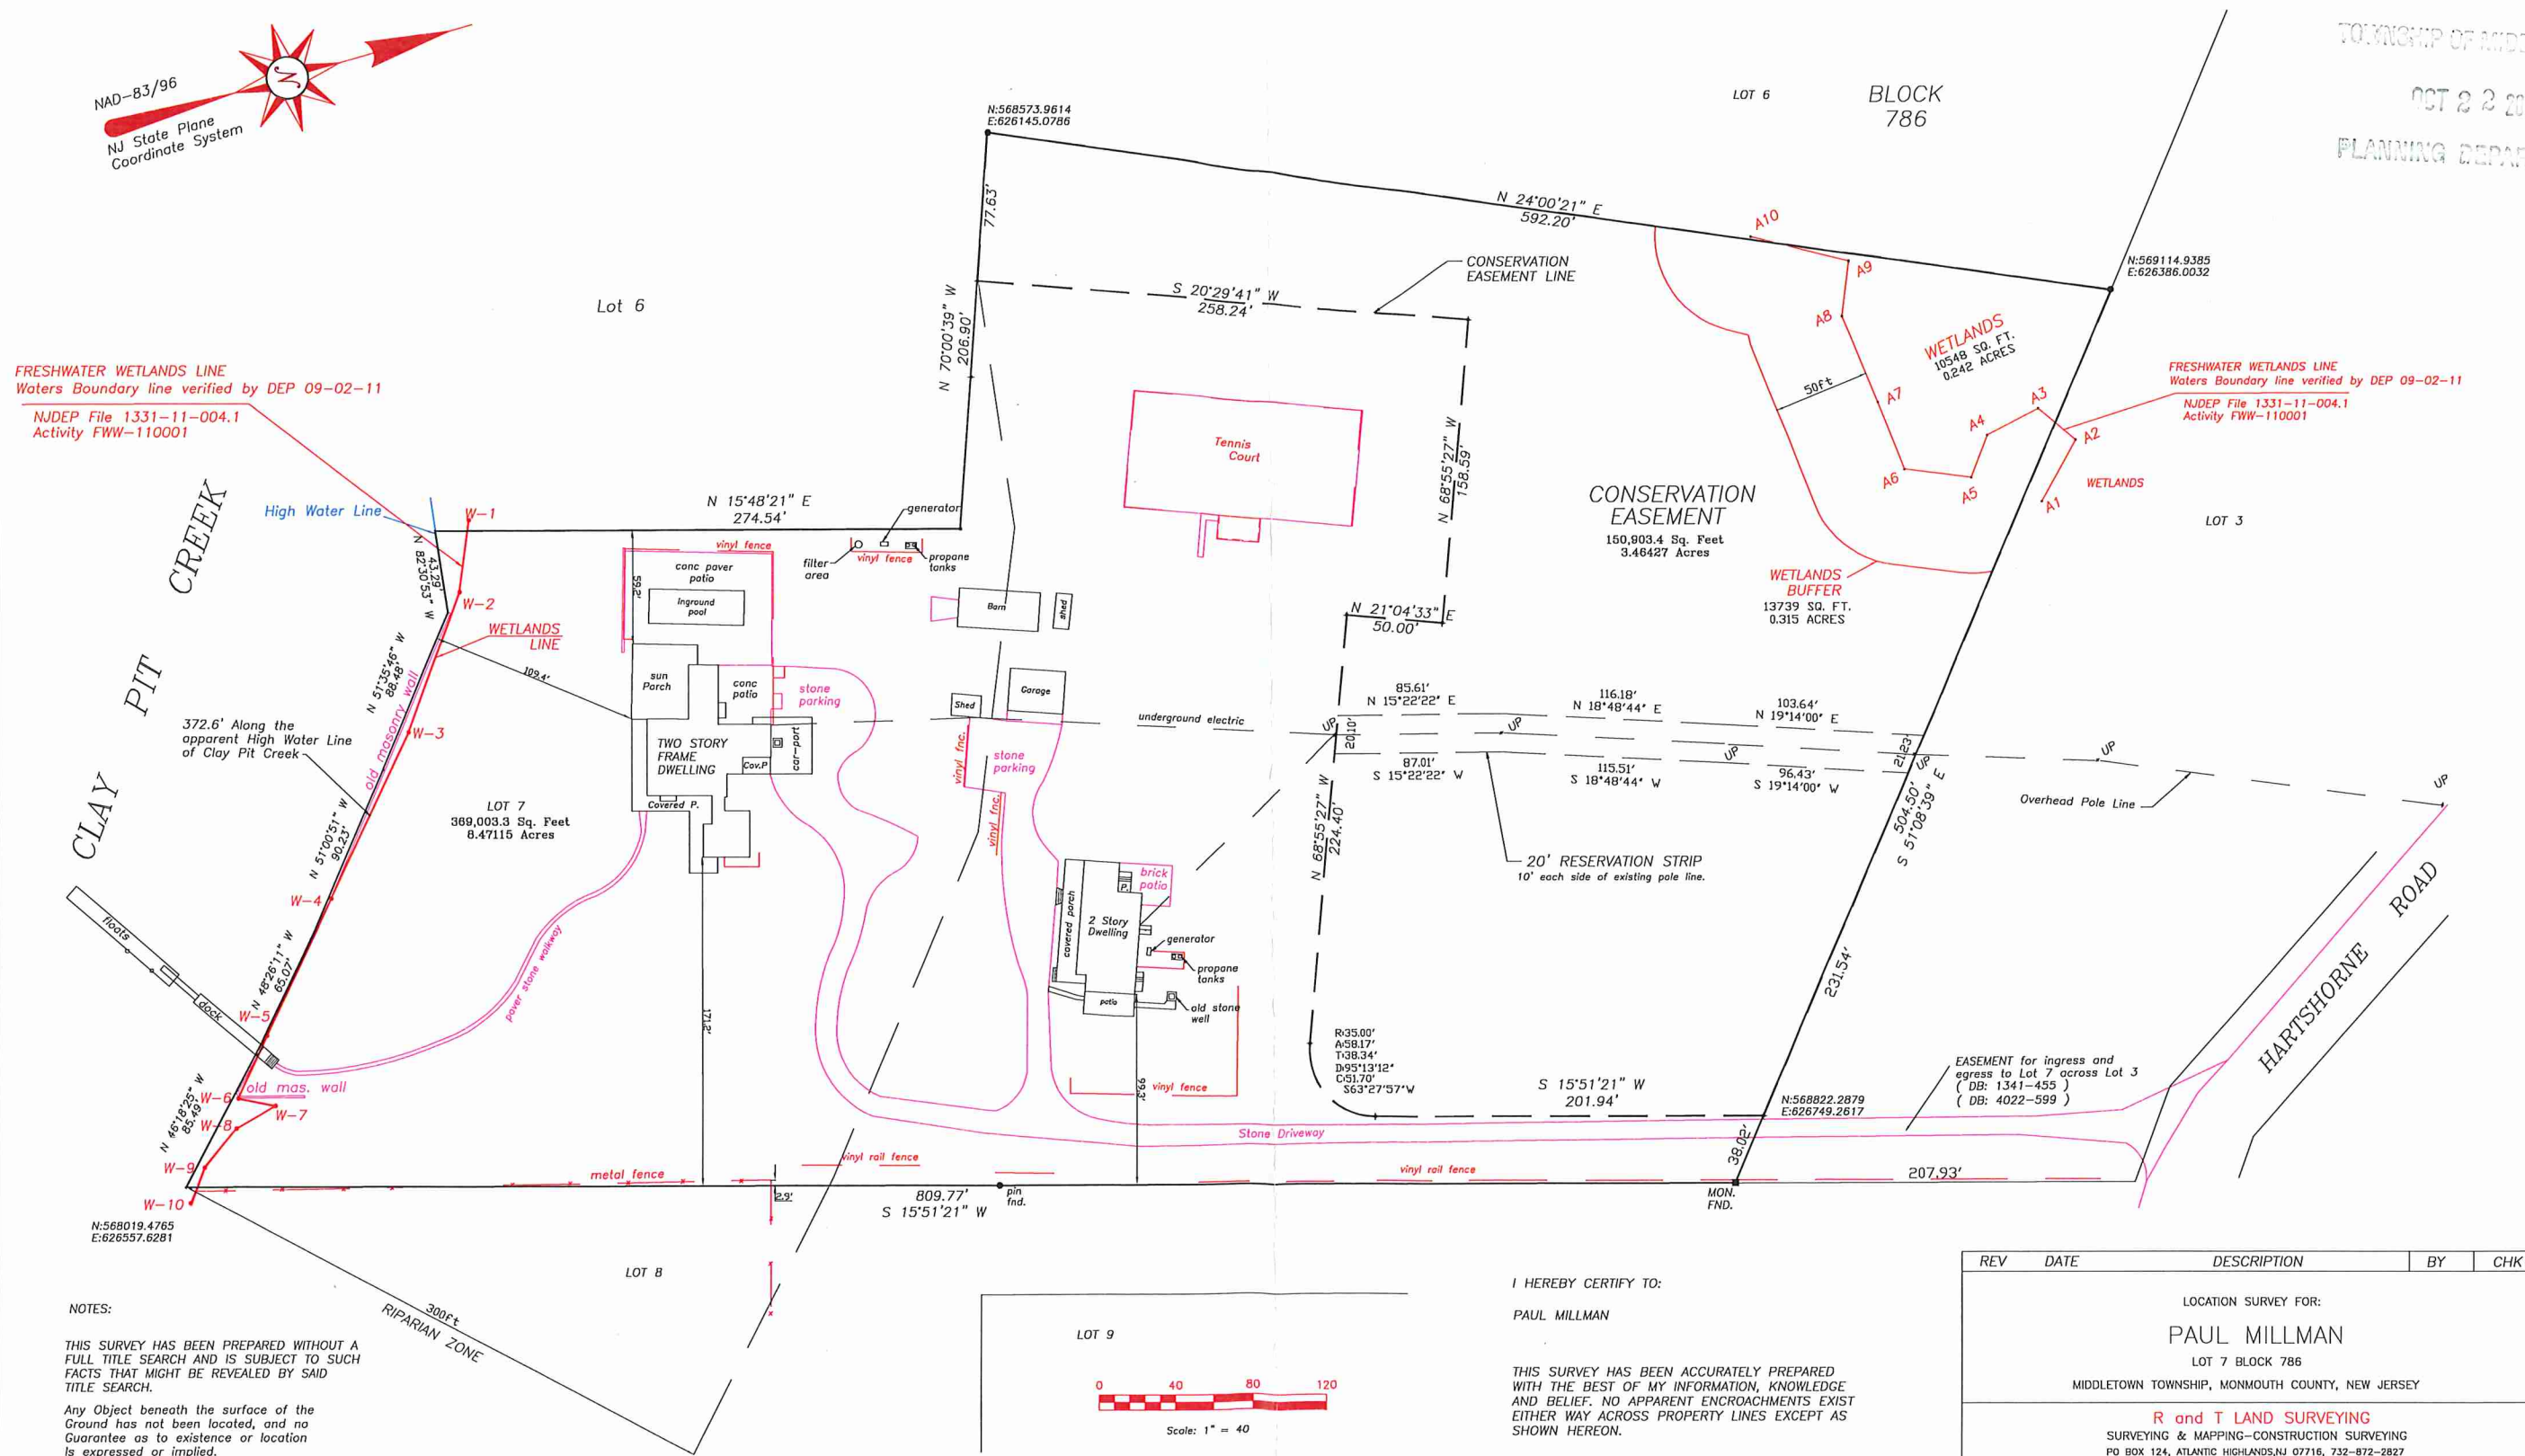 NAD-83/96
NJ State Plane
Coordinate System
N:568573.9614
E:626145.0786
LOT 6
BLOCK
786
TOWNSHIP OF
OCT 2 2
PLANNING
77.63'
N 24°00'21" E
592.20'
A10
A9
A8
CONSERVATION
EASEMENT LINE
N:569114.9385
E:626386.0032
Lot 6
S 20°29'41" W
258.24'
N 70°00'39" W
206.90'
WETLANDS
10548 SQ. FT.
0.242 ACRES
50ft
A7
A6
A5
A4
A3
A2
A1
WETLANDS
FRESHWATER WETLANDS LINE
Waters Boundary line verified by DEP 09-02-11
NJDEP File 1331-11-004.1
Activity FWW-110001
FRESHWATER WETLANDS LINE
Waters Boundary line verified by DEP 09-02-11
NJDEP File 1331-11-004.1
Activity FWW-110001
LOT 3
Tennis
Court
N 68°55'27" W
158.59'
CONSERVATION
EASEMENT
150,903.4 Sq. Feet
3.46427 Acres
WETLANDS
BUFFER
13739 SQ. FT.
0.315 ACRES
CLAY PIT CREEK
High Water Line
W-1
N 15°48'21" E
274.54'
generator
filter
area
vinyl fence
propane
tanks
vinyl fence
N 82°30'53" W
43.29'
W-2
WETLANDS
LINE
59.2'
conc paver
patio
Inground
pool
Barn
shed
N 21°04'33" E
50.00'
N 51°35'46" W
88.48'
old masonry wall
109.4'
W-3
sun
Porch
conc
patio
stone
parking
Shed
Garage
underground electric
372.6' Along the
apparent High Water Line
of Clay Pit Creek
TWO STORY
FRAME
DWELLING
Cov.P
car-port
Covered P.
vinyl fnc.
stone
parking
vinyl fnc.
UP
20.10'
85.61'
N 15°22'22" E
116.18'
N 18°48'44" E
103.64'
N 19°14'00" E
UP
UP
87.01'
S 15°22'22" W
115.51'
S 18°48'44" W
96.43'
S 19°14'00" W
21.23'
UP
UP
UP
Overhead Pole Line
504.50'
S 51°08'39" E
LOT 7
369,003.3 Sq. Feet
8.47115 Acres
N 51°00'51" W
90.23'
W-4
N 68°55'27" W
224.40'
20' RESERVATION STRIP
10' each side of existing pole line.
floats
dock
N 48°26'11" W
65.07'
W-5
paver stone walkway
171.2'
brick
patio
P.
covered porch
2 Story
Dwelling
generator
propane
tanks
patio
old stone
well
231.54'
HARTSHORNE ROAD
R:35.00'
A:58.17'
T:38.34'
D:95°13'12"
C:51.70'
S63°27'57"W
EASEMENT for ingress and
egress to Lot 7 across Lot 3
( DB: 1341-455 )
( DB: 4022-599 )
old mas. wall
W-6
W-7
W-8
N 46°18'25" W
85.49'
W-9
W-10
99.3'
vinyl fence
S 15°51'21" W
201.94'
N:568822.2879
E:626749.2617
Stone Driveway
38.02'
metal fence
vinyl rail fence
vinyl rail fence
207.93'
2.9'
809.77'
S 15°51'21" W
pin
fnd.
MON.
FND.
N:568019.4765
E:626557.6281
LOT 8
300ft
RIPARIAN ZONE
NOTES:
THIS SURVEY HAS BEEN PREPARED WITHOUT A
FULL TITLE SEARCH AND IS SUBJECT TO SUCH
FACTS THAT MIGHT BE REVEALED BY SAID
TITLE SEARCH.
Any Object beneath the surface of the
Ground has not been located, and no
Guarantee as to existence or location
is expressed or implied.
LOT 9
0 40 80 120
Scale: 1" = 40
I HEREBY CERTIFY TO:
PAUL MILLMAN
THIS SURVEY HAS BEEN ACCURATELY PREPARED
WITH THE BEST OF MY INFORMATION, KNOWLEDGE
AND BELIEF. NO APPARENT ENCROACHMENTS EXIST
EITHER WAY ACROSS PROPERTY LINES EXCEPT AS
SHOWN HEREON.
REV DATE DESCRIPTION BY CHK
LOCATION SURVEY FOR:
PAUL MILLMAN
LOT 7 BLOCK 786
MIDDLETOWN TOWNSHIP, MONMOUTH COUNTY, NEW JERSEY
R and T LAND SURVEYING
SURVEYING & MAPPING-CONSTRUCTION SURVEYING
PO BOX 124, ATLANTIC HIGHLANDS,NJ 07716, 732-872-2827